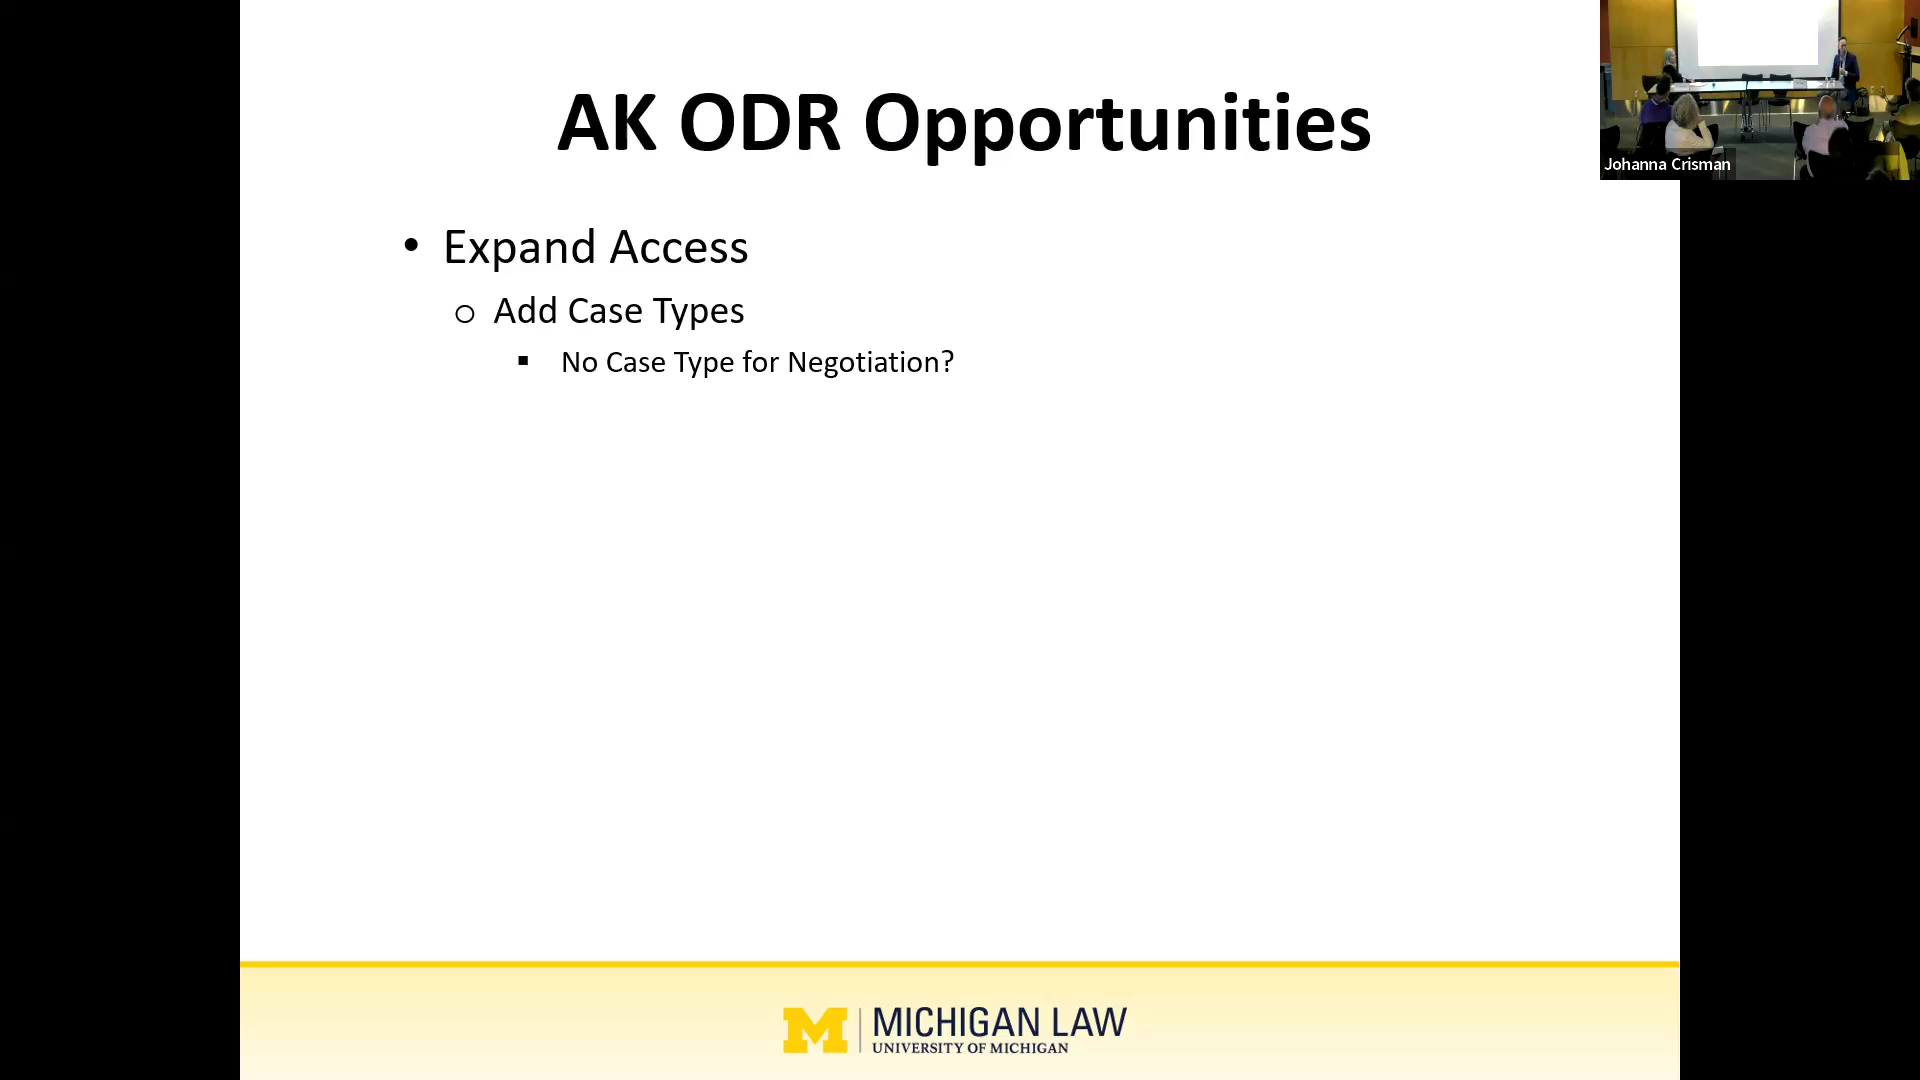 AK ODR Opportunities
• Expand Access
o Add Case Types
▪ No Case Type for Negotiation?
Johanna Crisman
M | MICHIGAN LAW
UNIVERSITY OF MICHIGAN